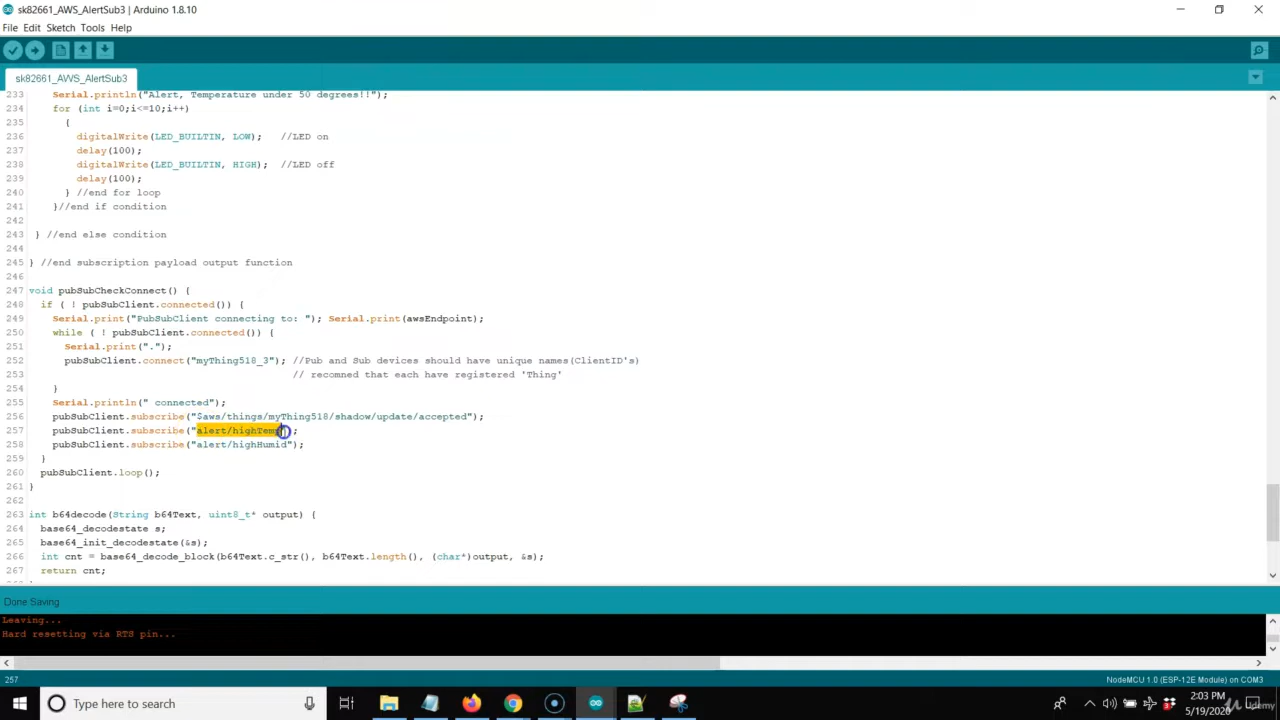 sk82661_AWS_AlertSub3 | Arduino 1.8.10
File Edit Sketch Tools Help
sk82661_AWS_AlertSub3
233 Serial.println("Alert, Temperature under 50 degrees!!");
234 for (int i=0;i<=10;i++)
235 {
236 digitalWrite(LED_BUILTIN, LOW); //LED on
237 delay(100);
238 digitalWrite(LED_BUILTIN, HIGH); //LED off
239 delay(100);
240 } //end for loop
241 }//end if condition
242
243 } //end else condition
244
245 } //end subscription payload output function
246
247 void pubSubCheckConnect() {
248 if ( ! pubSubClient.connected()) {
249 Serial.print("PubSubClient connecting to: "); Serial.print(awsEndpoint);
250 while ( ! pubSubClient.connected()) {
251 Serial.print(".");
252 pubSubClient.connect("myThing518_3"); //Pub and Sub devices should have unique names(ClientID's)
253 // recomned that each have registered 'Thing'
254 }
255 Serial.println(" connected");
256 pubSubClient.subscribe("$aws/things/myThing518/shadow/update/accepted");
257 pubSubClient.subscribe("alert/highTemp");
258 pubSubClient.subscribe("alert/highHumid");
259 }
260 pubSubClient.loop();
261 }
262
263 int b64decode(String b64Text, uint8_t* output) {
264 base64_decodestate s;
265 base64_init_decodestate(&s);
266 int cnt = base64_decode_block(b64Text.c_str(), b64Text.length(), (char*)output, &s);
267 return cnt;
Done Saving
Leaving...
Hard resetting via RTS pin...
257
NodeMCU 1.0 (ESP-12E Module) on COM3
Type here to search
2:03 PM
5/19/2020
Udemy